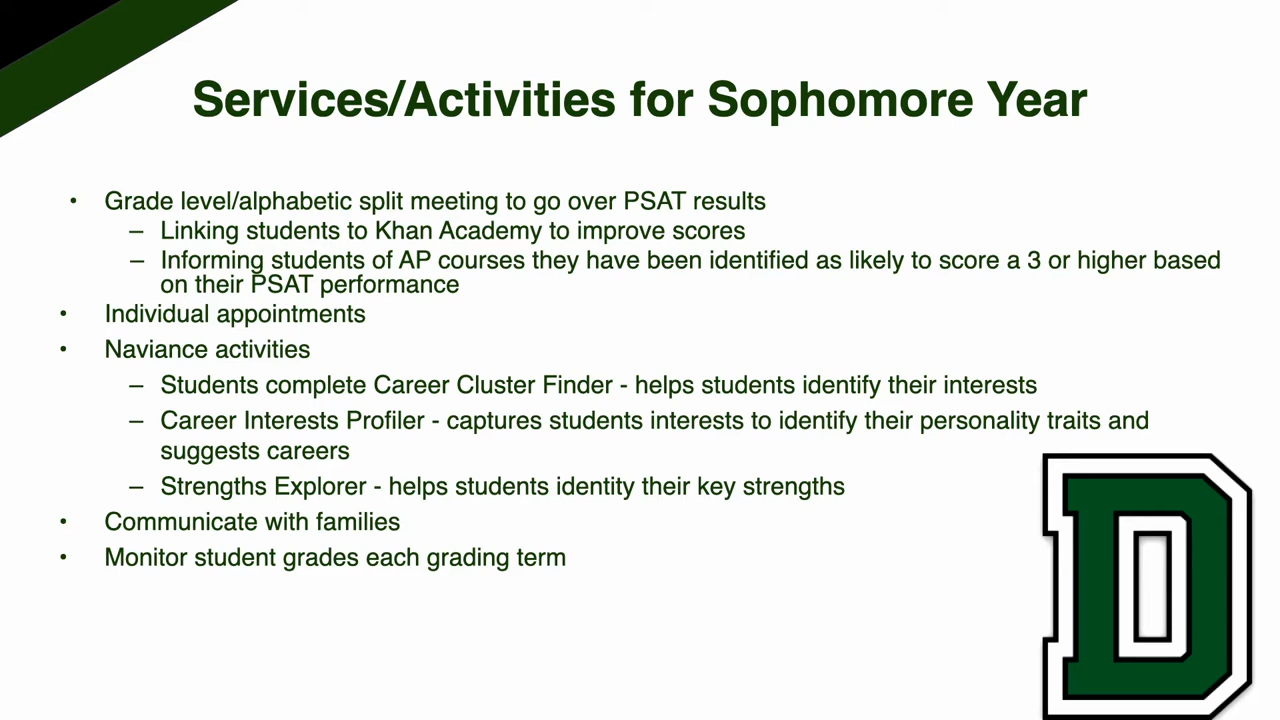 Services/Activities for Sophomore Year
• Grade level/alphabetic split meeting to go over PSAT results
– Linking students to Khan Academy to improve scores
– Informing students of AP courses they have been identified as likely to score a 3 or higher based
on their PSAT performance
• Individual appointments
• Naviance activities
– Students complete Career Cluster Finder - helps students identify their interests
– Career Interests Profiler - captures students interests to identify their personality traits and
suggests careers
– Strengths Explorer - helps students identity their key strengths
• Communicate with families
• Monitor student grades each grading term
D